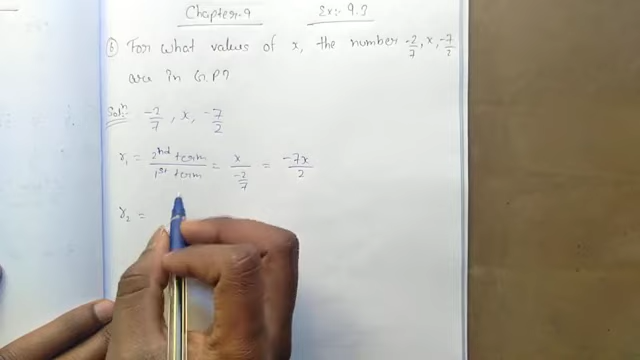 Chapter-9 Ex:- 9.3
⑥ For what values of x, the number -2/7, x, -7/2
are in G.P?
Solⁿ:- -2/7, x, -7/2
r₁ = 2ⁿᵈ term / 1ˢᵗ term = x / (-2/7) = -7x/2
r₂ =